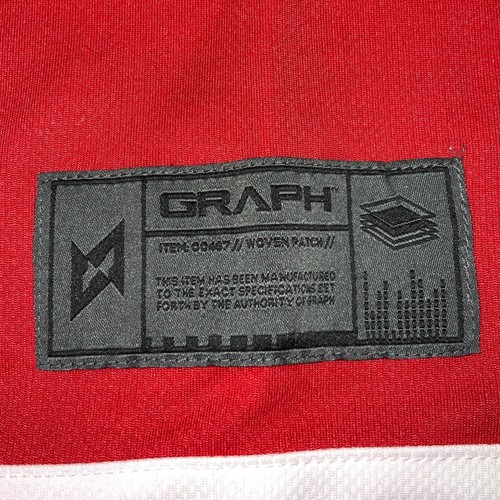 GRAPH
ITEM: 00467 // WOVEN PATCH //
THIS ITEM HAS BEEN MANUFACTURED
TO THE EXACT SPECIFICATIONS SET
FORTH BY THE AUTHORITY OF GRAPH